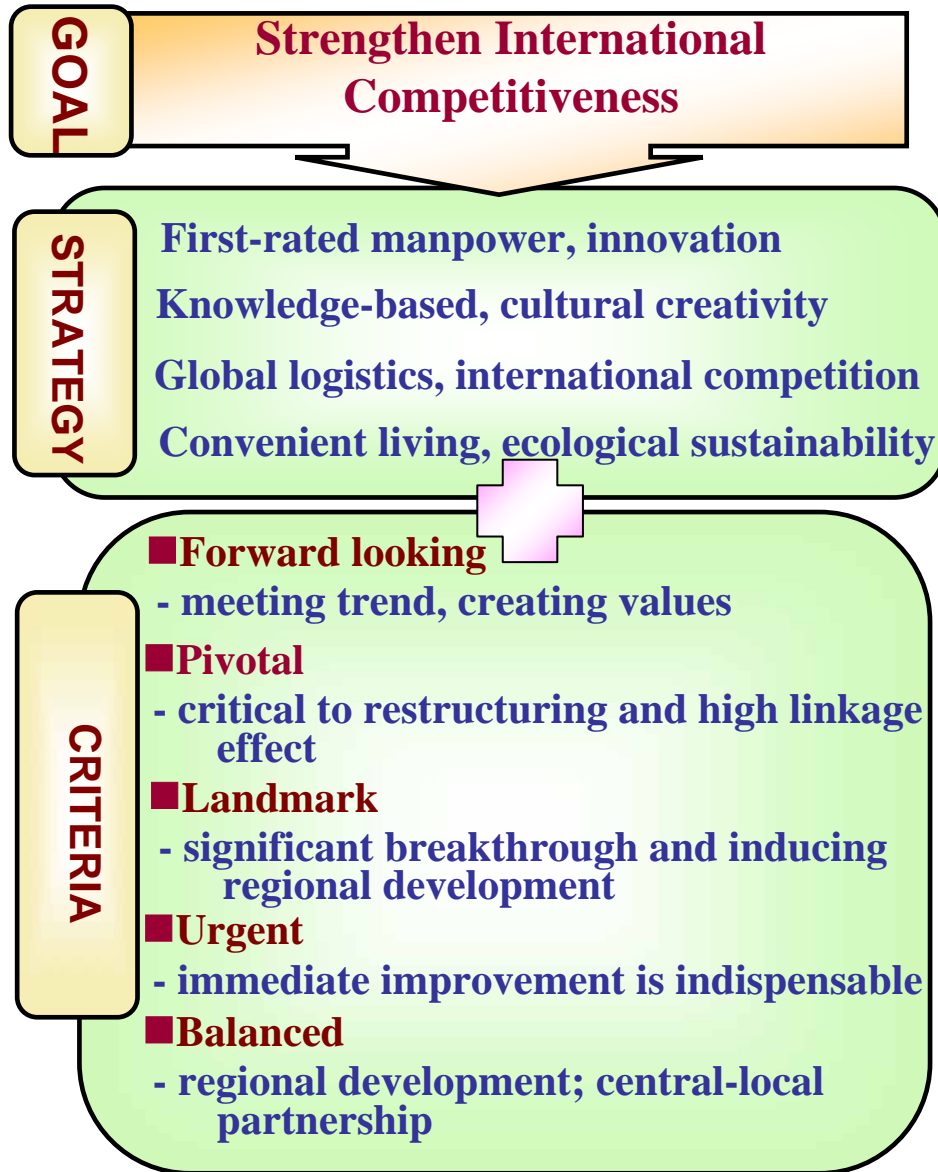 GOAL
Strengthen International
Competitiveness
STRATEGY
First-rated manpower, innovation
Knowledge-based, cultural creativity
Global logistics, international competition
Convenient living, ecological sustainability
CRITERIA
■Forward looking
- meeting trend, creating values
■Pivotal
- critical to restructuring and high linkage
effect
■Landmark
- significant breakthrough and inducing
regional development
■Urgent
- immediate improvement is indispensable
■Balanced
- regional development; central-local
partnership